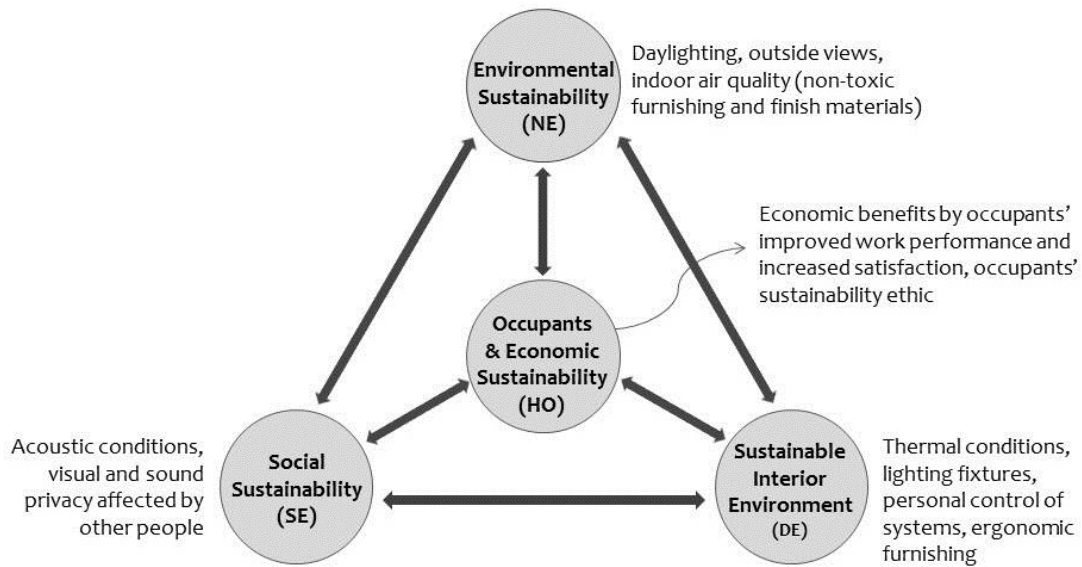 Environmental
Sustainability
(NE)
Daylighting, outside views,
indoor air quality (non-toxic
furnishing and finish materials)
Economic benefits by occupants’
improved work performance and
increased satisfaction, occupants’
sustainability ethic
Occupants
& Economic
Sustainability
(HO)
Acoustic conditions,
visual and sound
privacy affected by
other people
Social
Sustainability
(SE)
Sustainable
Interior
Environment
(DE)
Thermal conditions,
lighting fixtures,
personal control of
systems, ergonomic
furnishing